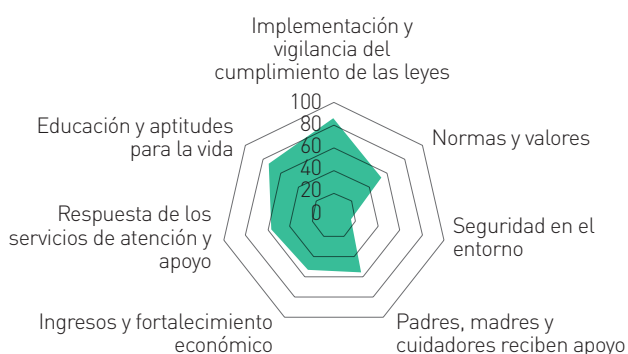 Implementación y
vigilancia del
cumplimiento de las leyes
100
80
60
40
20
0
Normas y valores
Seguridad en el
entorno
Padres, madres y
cuidadores reciben apoyo
Ingresos y fortalecimiento
económico
Respuesta de los
servicios de atención y
apoyo
Educación y aptitudes
para la vida